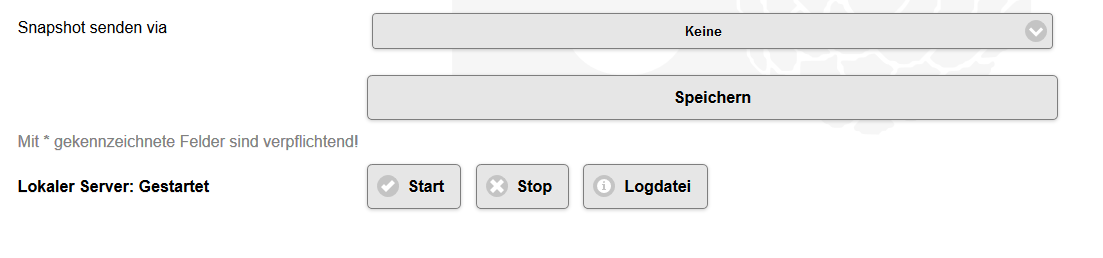 Snapshot senden via
Keine
Speichern
Mit * gekennzeichnete Felder sind verpflichtend!
Lokaler Server: Gestartet
Start
Stop
Logdatei